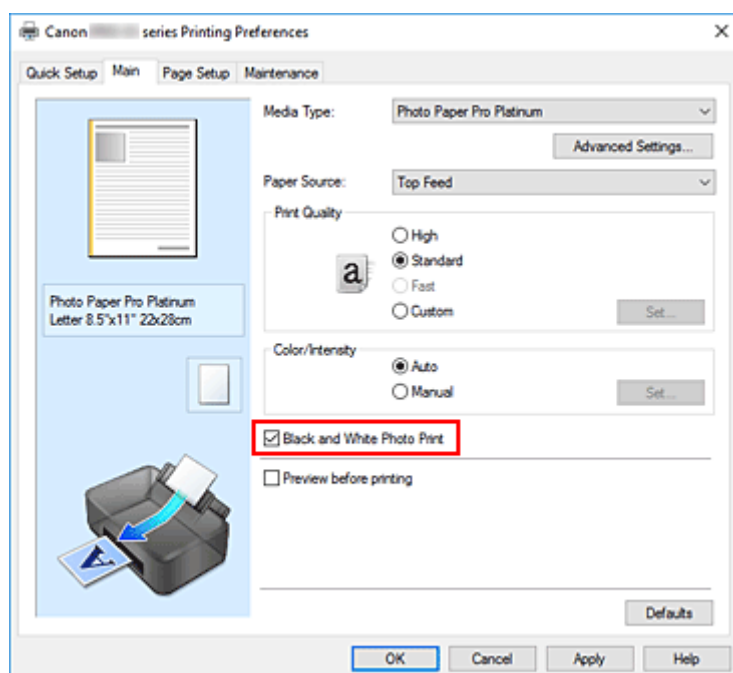 Canon series Printing Preferences
Quick Setup Main Page Setup Maintenance
Media Type: Photo Paper Pro Platinum
Advanced Settings...
Paper Source: Top Feed
Print Quality
High
a Standard
Fast
Custom Set...
Photo Paper Pro Platinum
Letter 8.5"x11" 22x28cm
Color/Intensity
Auto
Manual Set...
Black and White Photo Print
Preview before printing
A
Defaults
OK Cancel Apply Help